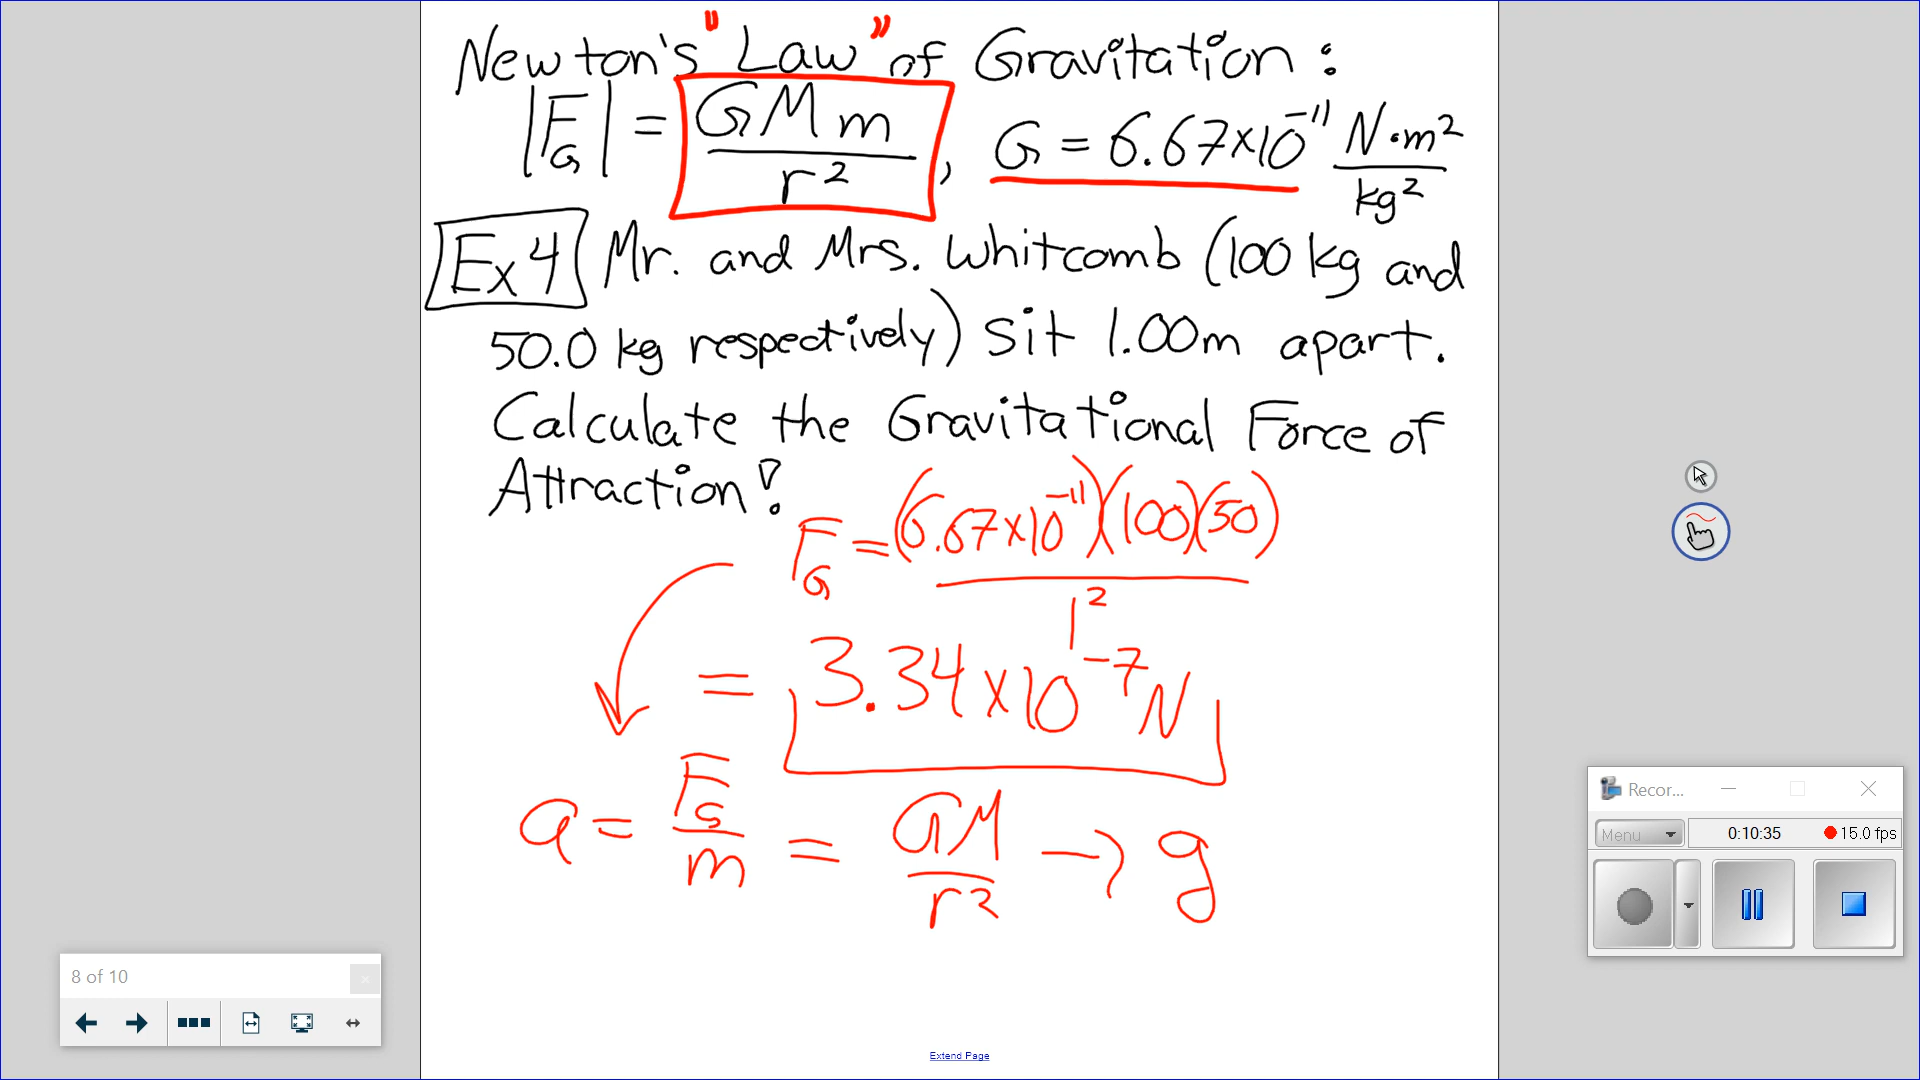 Newton's "Law" of Gravitation:
|F_G| = GMm / r², G = 6.67×10⁻¹¹ N·m² / kg²
Ex 4 Mr. and Mrs. Whitcomb (100 kg and
50.0 kg respectively) sit 1.00m apart.
Calculate the Gravitational Force of
Attraction!
F_G = (6.67×10⁻¹¹)(100)(50) / 1²
= 3.34×10⁻⁷ N
a = F_G / m = GM / r² → g
Recor...
Menu 0:10:35 15.0 fps
8 of 10
Extend Page